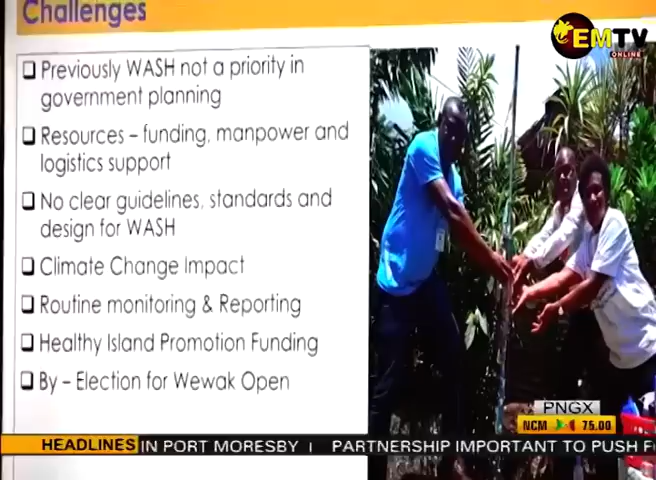 Challenges
EMTV
ONLINE
Previously WASH not a priority in
government planning
Resources – funding, manpower and
logistics support
No clear guidelines, standards and
design for WASH
Climate Change Impact
Routine monitoring & Reporting
Healthy Island Promotion Funding
By – Election for Wewak Open
PNGX
NCM 75.00
HEADLINES IN PORT MORESBY | PARTNERSHIP IMPORTANT TO PUSH F